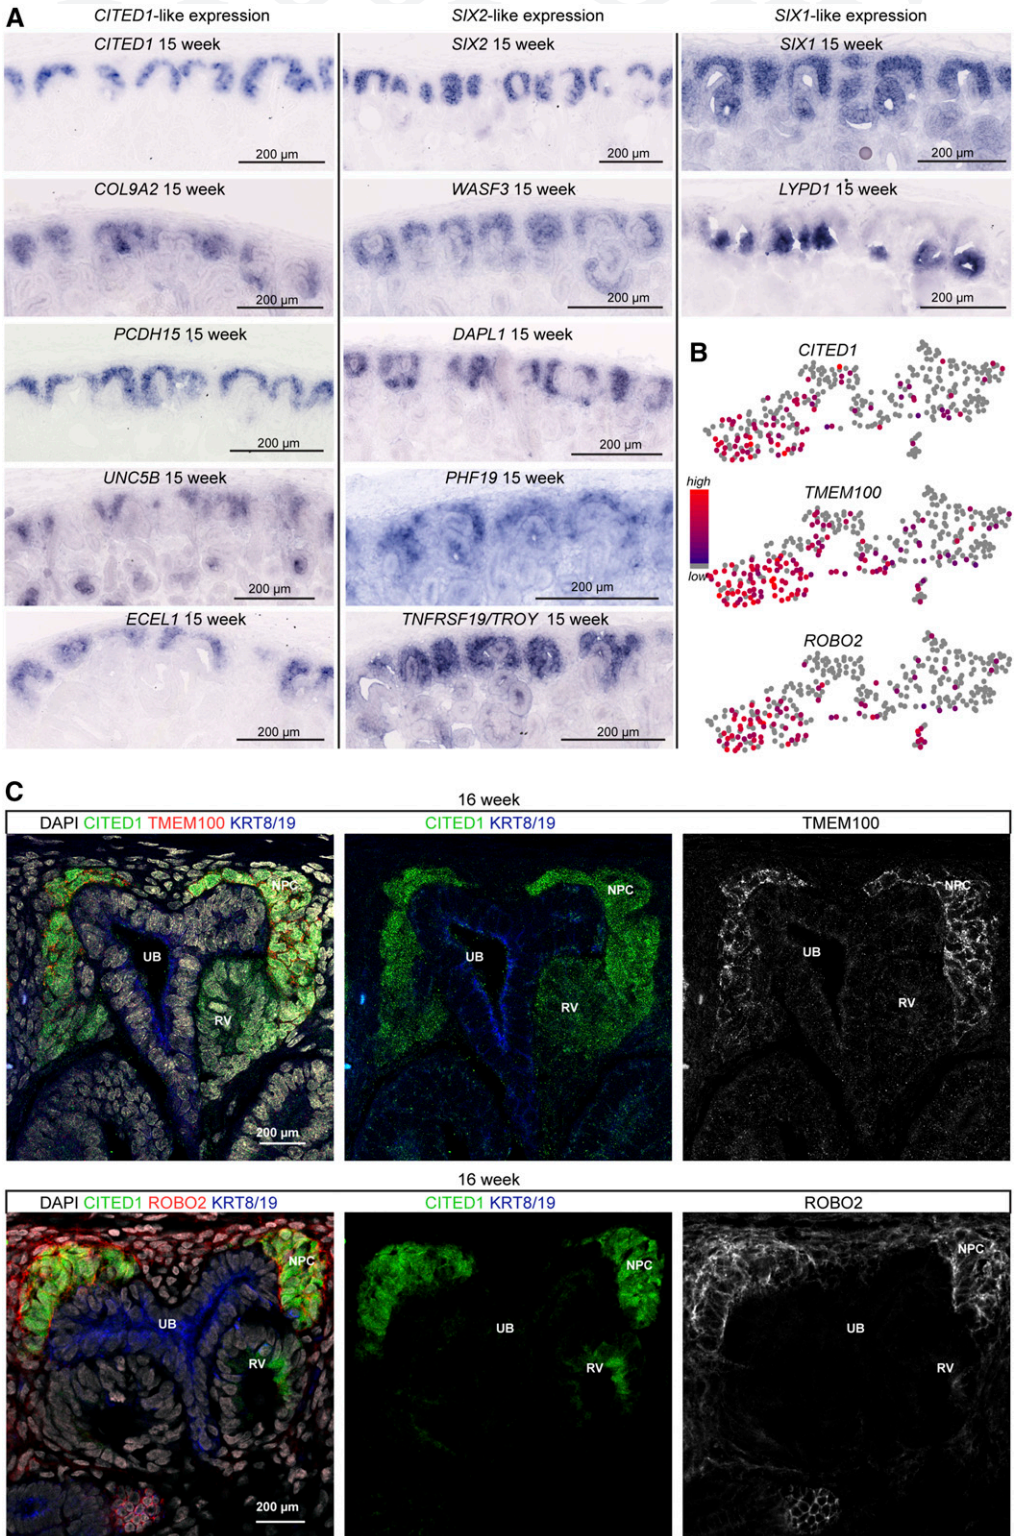 A
CITED1-like expression
SIX2-like expression
SIX1-like expression
CITED1 15 week
200 µm
SIX2 15 week
200 µm
SIX1 15 week
200 µm
COL9A2 15 week
200 µm
WASF3 15 week
200 µm
LYPD1 15 week
200 µm
PCDH15 15 week
200 µm
DAPL1 15 week
200 µm
UNC5B 15 week
200 µm
PHF19 15 week
200 µm
ECEL1 15 week
200 µm
TNFRSF19/TROY 15 week
200 µm
B
CITED1
high
low
TMEM100
ROBO2
C
16 week
DAPI CITED1 TMEM100 KRT8/19
CITED1 KRT8/19
TMEM100
NPC
UB
RV
200 µm
NPC
UB
RV
NPC
UB
RV
16 week
DAPI CITED1 ROBO2 KRT8/19
CITED1 KRT8/19
ROBO2
NPC
UB
RV
200 µm
NPC
UB
RV
NPC
UB
RV